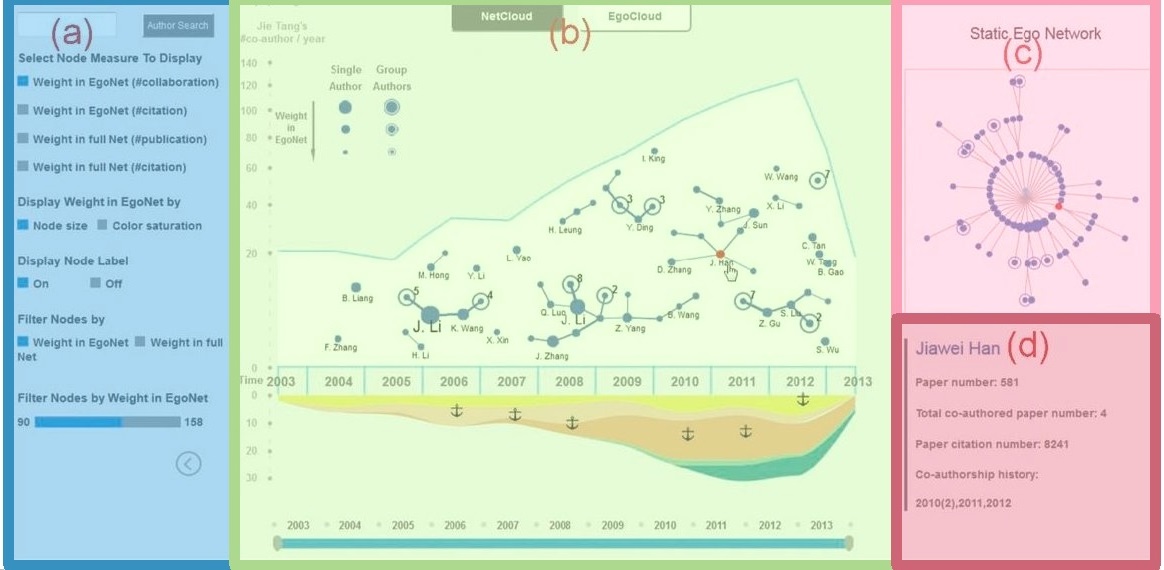 (a)
Author Search
Select Node Measure To Display
Weight in EgoNet (#collaboration)
Weight in EgoNet (#citation)
Weight in full Net (#publication)
Weight in full Net (#citation)
Display Weight in EgoNet by
Node size Color saturation
Display Node Label
On Off
Filter Nodes by
Weight in EgoNet Weight in full
Net
Filter Nodes by Weight in EgoNet
90 158
NetCloud EgoCloud
(b)
Jie Tang's
#co-author / year
140
120
100
80
60
40
20
0
Single Group
Author Authors
Weight
in
EgoNet
I. King
W. Wang
7
3
3
Y. Zhang
X. Li
H. Leung
Y. Ding
J. Sun
C. Tan
L. Yao
D. Zhang
J. Han
W. Tang
B. Gao
M. Hong
Y. Li
8
B. Liang
5
4
2
7
Q. Luo
J. Li
J. Li
K. Wang
Z. Yang
B. Wang
Z. Gu
S. Liu
2
F. Zhang
H. Li
X. Xin
J. Zhang
S. Wu
Time 2003 2004 2005 2006 2007 2008 2009 2010 2011 2012 2013
0
10
20
30
2003 2004 2005 2006 2007 2008 2009 2010 2011 2012 2013
Static Ego Network
(c)
Jiawei Han (d)
Paper number: 581
Total co-authored paper number: 4
Paper citation number: 8241
Co-authorship history:
2010(2),2011,2012